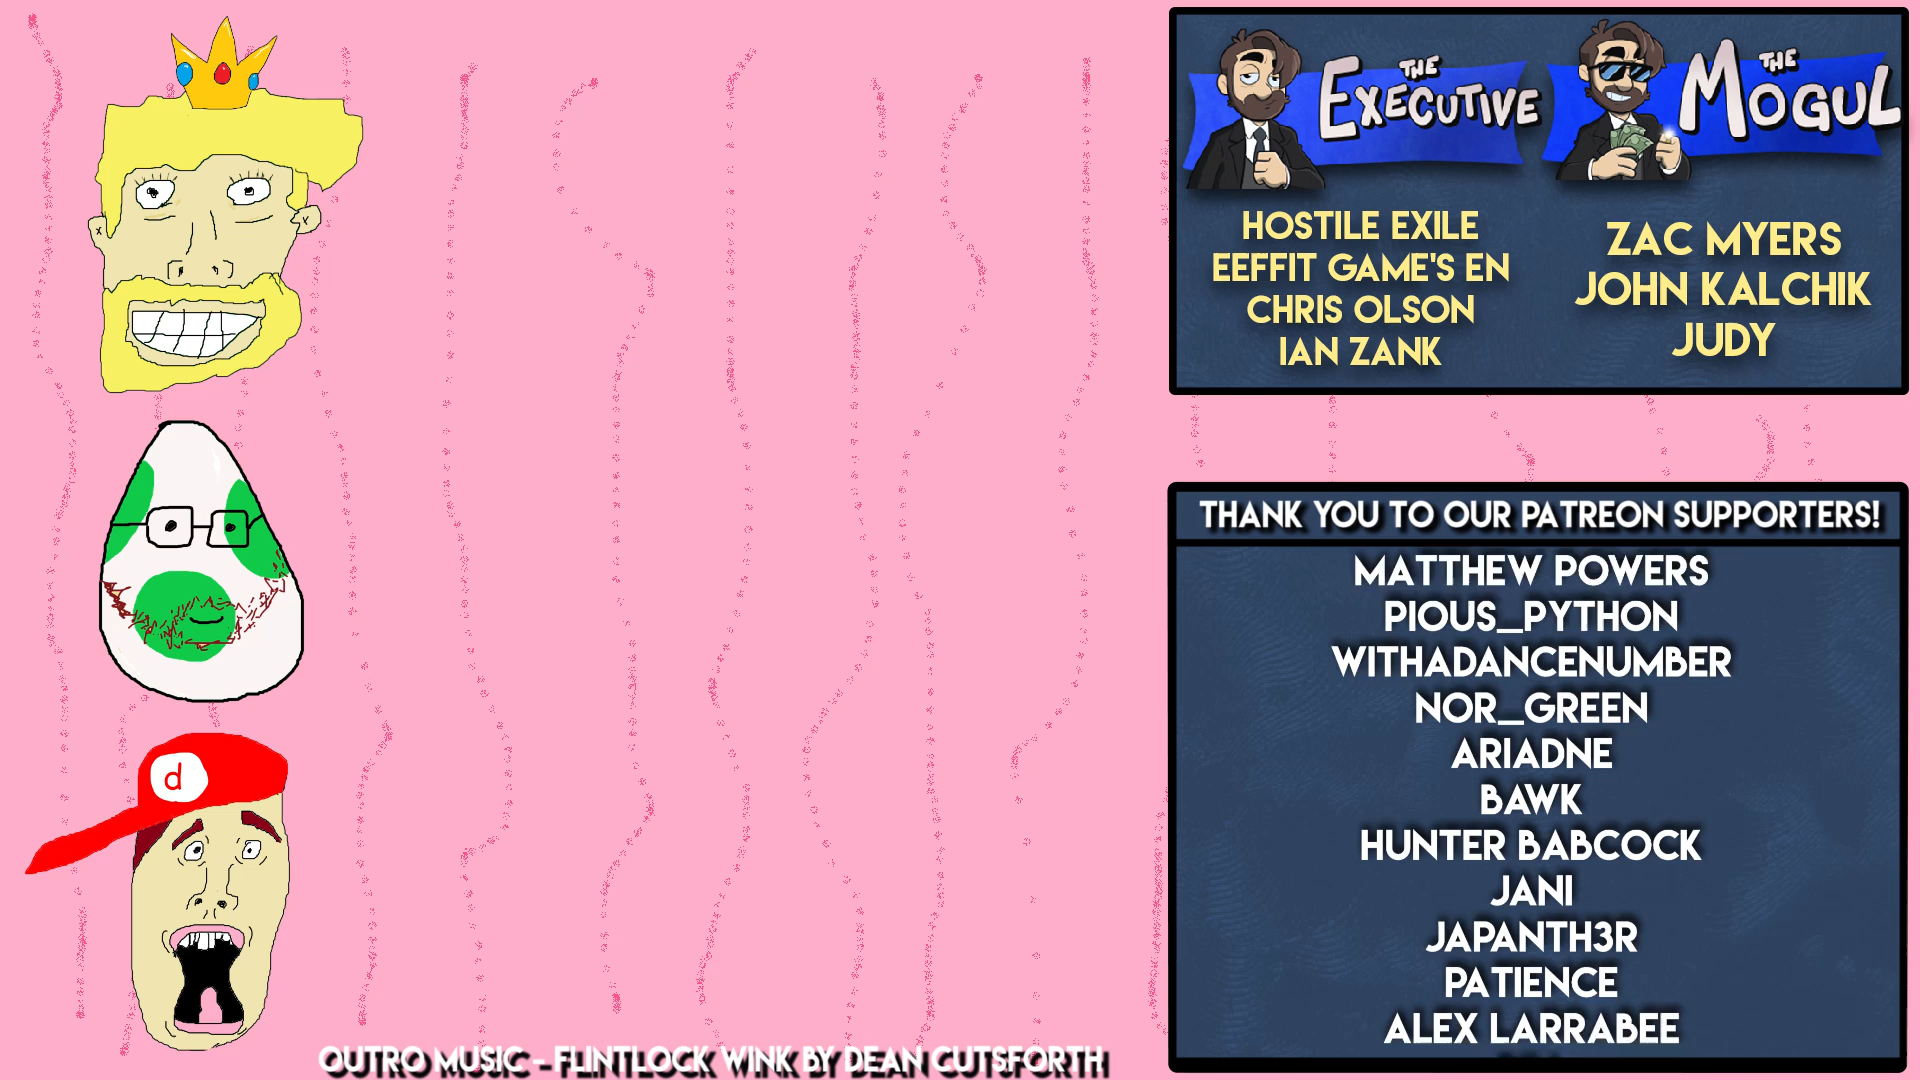 THE EXECUTIVE
HOSTILE EXILE
EEFFIT GAME'S EN
CHRIS OLSON
IAN ZANK
THE MOGUL
ZAC MYERS
JOHN KALCHIK
JUDY
THANK YOU TO OUR PATREON SUPPORTERS!
MATTHEW POWERS
PIOUS_PYTHON
WITHADANCENUMBER
NOR_GREEN
ARIADNE
BAWK
HUNTER BABCOCK
JANI
JAPANTH3R
PATIENCE
ALEX LARRABEE
d
OUTRO MUSIC - FLINTLOCK WINK BY DEAN CUTSFORTH